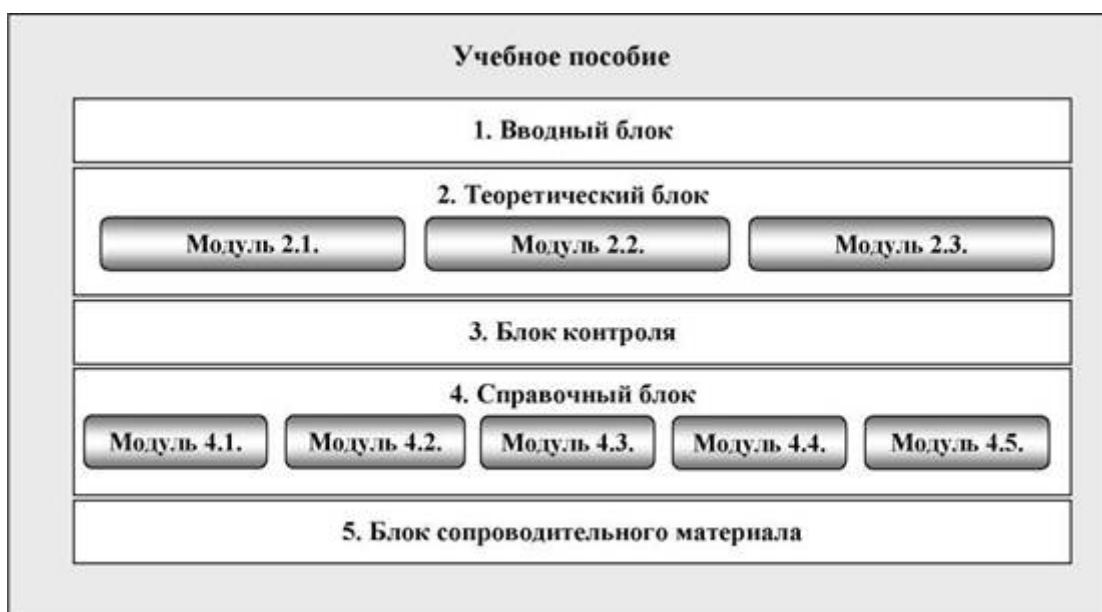 Учебное пособие
1. Вводный блок
2. Теоретический блок
Модуль 2.1. Модуль 2.2. Модуль 2.3.
3. Блок контроля
4. Справочный блок
Модуль 4.1. Модуль 4.2. Модуль 4.3. Модуль 4.4. Модуль 4.5.
5. Блок сопроводительного материала